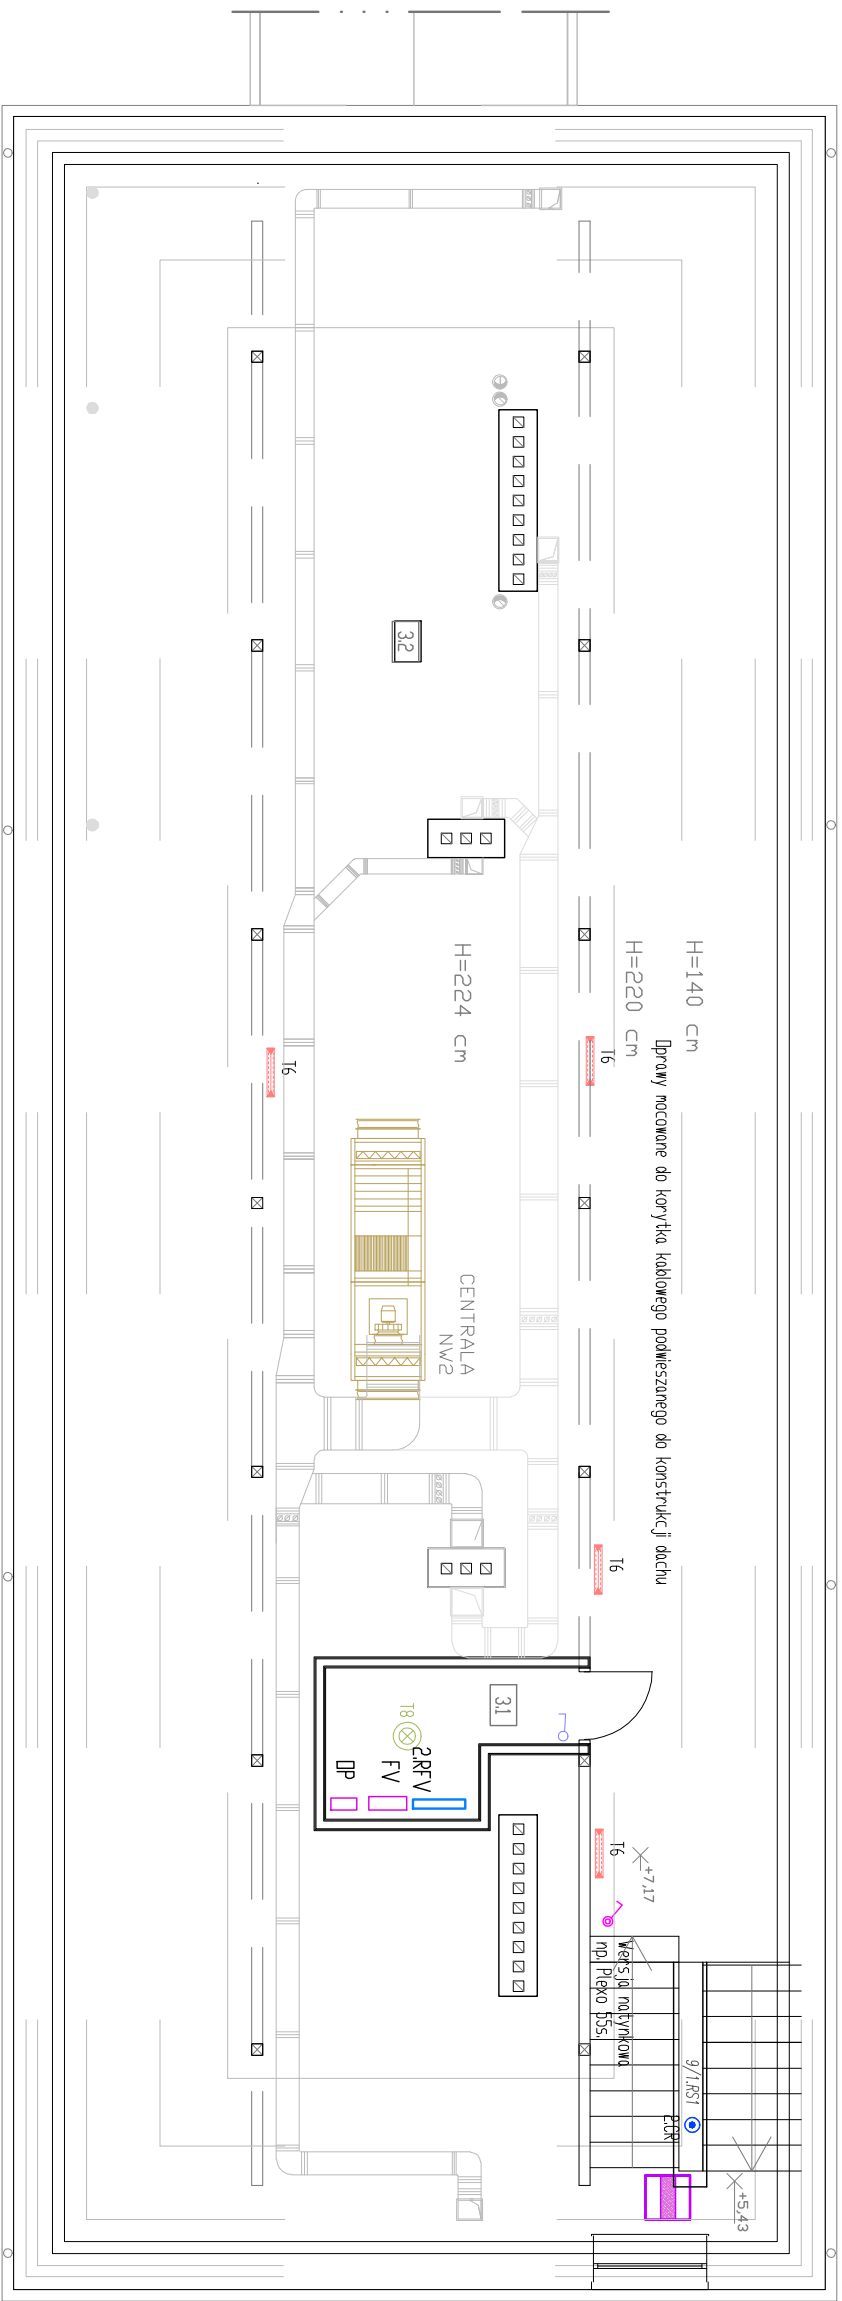 3.2
H=224 cm
H=220 cm
H=140 cm
T6
T6
Oprawy mocowane do korytka kablowego podwieszanego do konstrukcji dachu
CENTRALA
NW2
T6
3.1
T8
2.RFV
FV
DP
T6
+7,17
wersja natynkowa
np. Plexo 55s.
9/1.RS1
2.CR
+5,43